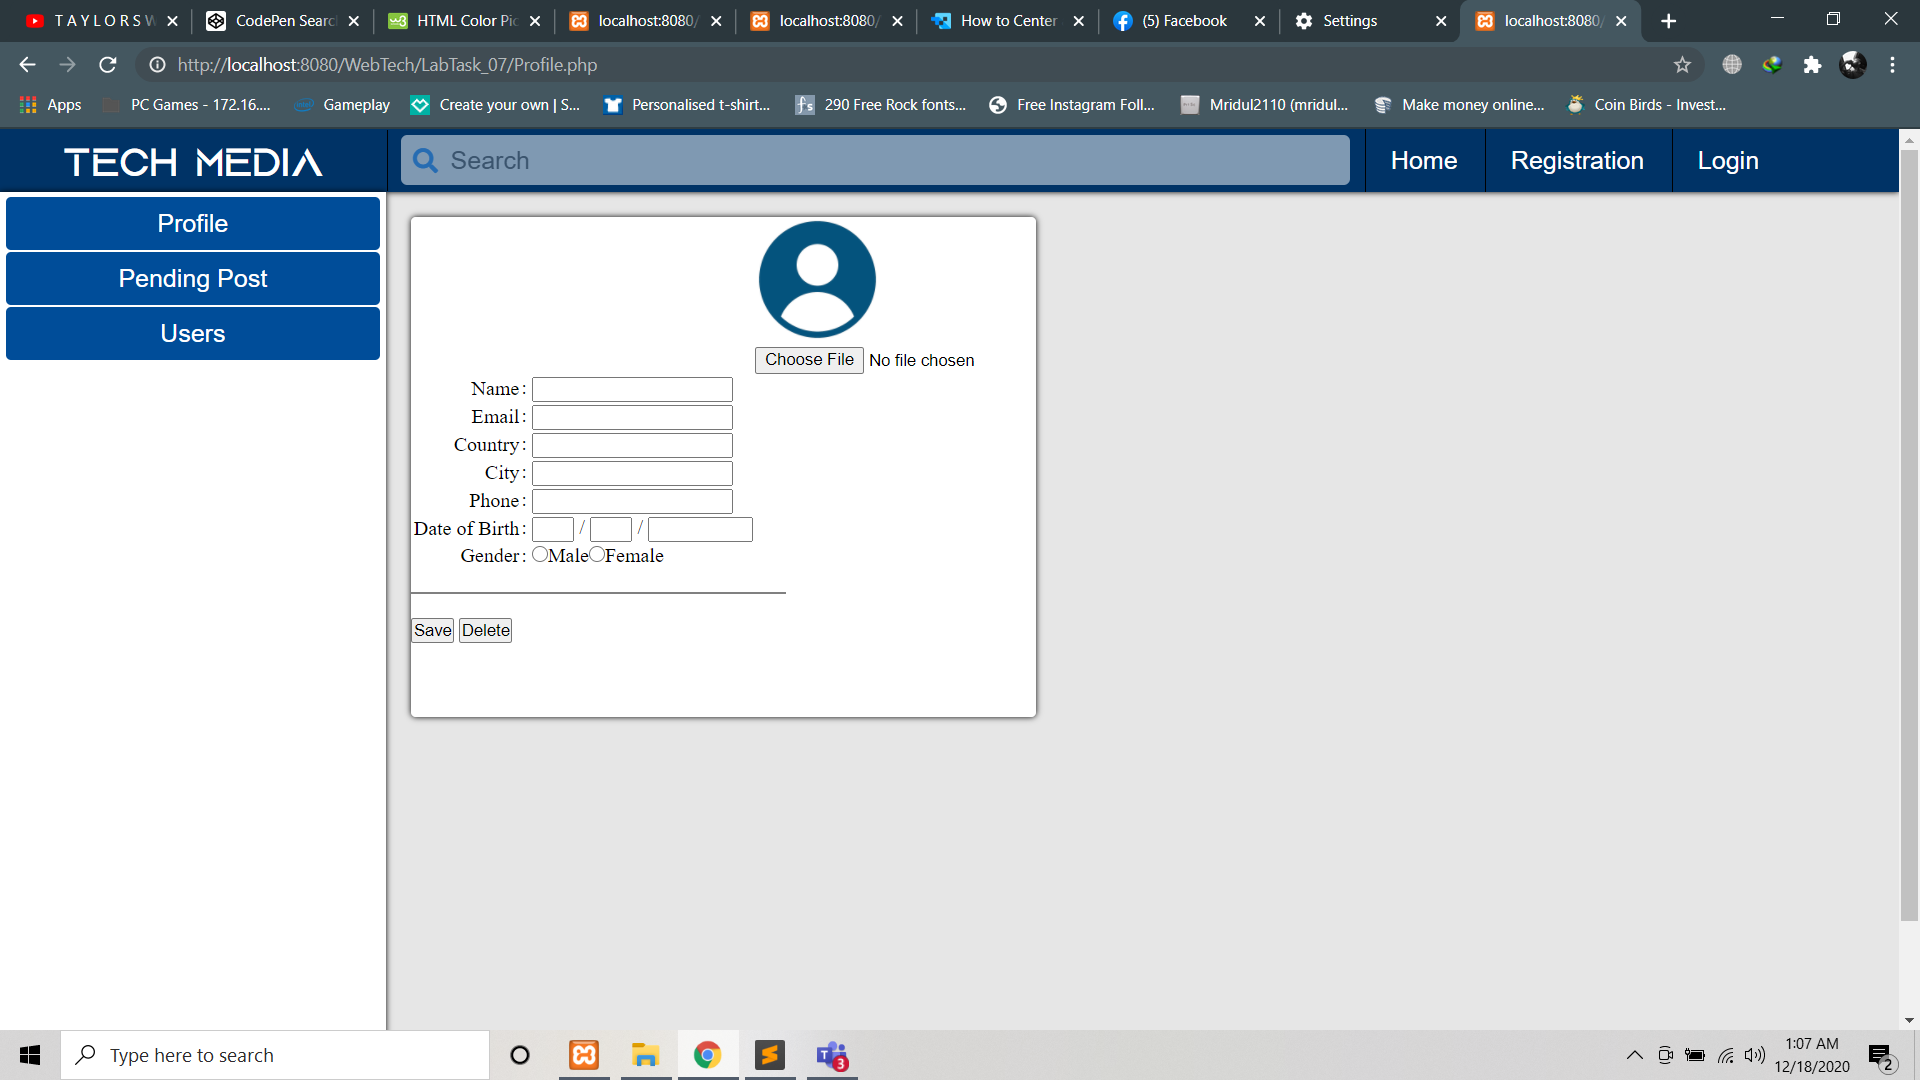 T A Y L O R S W
CodePen Searc
HTML Color Pic
localhost:8080/
localhost:8080/
How to Center
(5) Facebook
Settings
localhost:8080/
http://localhost:8080/WebTech/LabTask_07/Profile.php
Apps
PC Games - 172.16....
Gameplay
Create your own | S...
Personalised t-shirt...
290 Free Rock fonts...
Free Instagram Foll...
Mridul2110 (mridul...
Make money online...
Coin Birds - Invest...
TECH MEDIA
Search
Home
Registration
Login
Profile
Pending Post
Users
Choose File No file chosen
Name:
Email:
Country:
City:
Phone:
Date of Birth: / /
Gender: Male Female
Save Delete
Type here to search
3
1:07 AM
12/18/2020
2